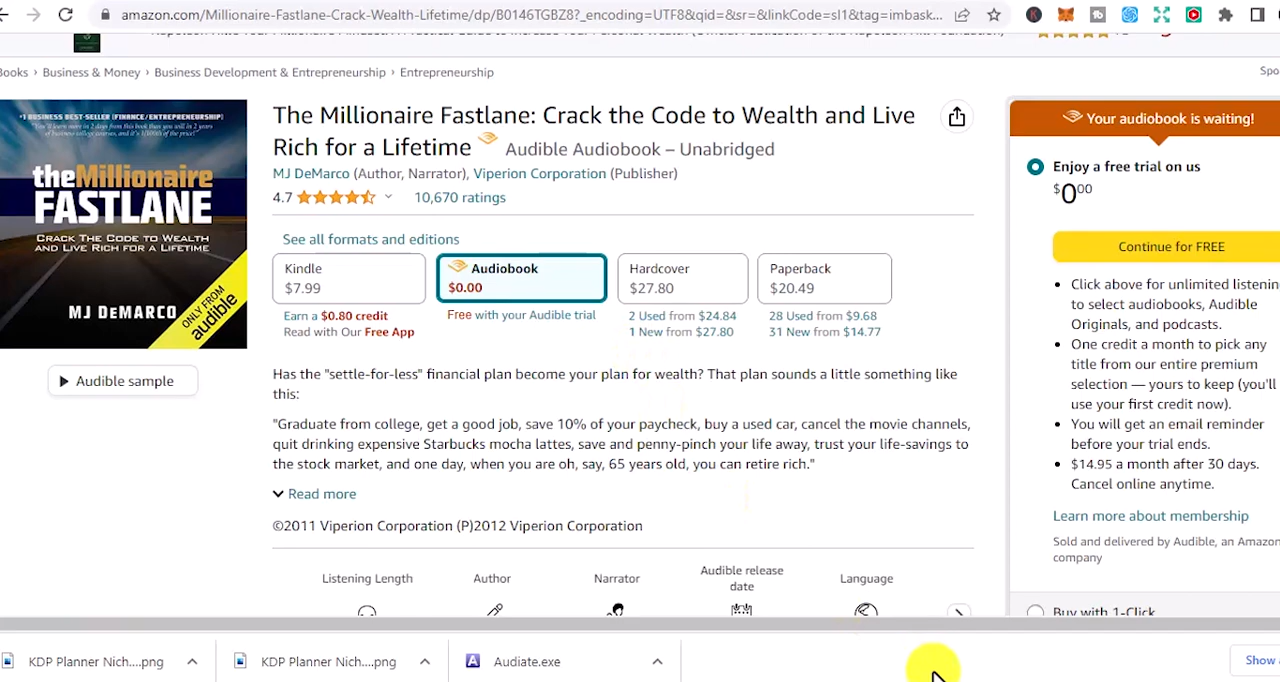 amazon.com/Millionaire-Fastlane-Crack-Wealth-Lifetime/dp/B0146TGBZ8?_encoding=UTF8&qid=&sr=&linkCode=sl1&tag=imbask...
Books › Business & Money › Business Development & Entrepreneurship › Entrepreneurship
#1 BUSINESS BEST-SELLER (FINANCE/ENTREPRENEURSHIP)
the Millionaire
FASTLANE
CRACK THE CODE TO WEALTH
AND LIVE RICH FOR A LIFETIME
MJ DEMARCO
ONLY FROM
audible
Audible sample
The Millionaire Fastlane: Crack the Code to Wealth and Live
Rich for a Lifetime Audible Audiobook – Unabridged
MJ DeMarco (Author, Narrator), Viperion Corporation (Publisher)
4.7 10,670 ratings
See all formats and editions
Kindle
$7.99
Earn a $0.80 credit
Read with Our Free App
Audiobook
$0.00
Free with your Audible trial
Hardcover
$27.80
2 Used from $24.84
1 New from $27.80
Paperback
$20.49
28 Used from $9.68
31 New from $14.77
Has the "settle-for-less" financial plan become your plan for wealth? That plan sounds a little something like
this:
"Graduate from college, get a good job, save 10% of your paycheck, buy a used car, cancel the movie channels,
quit drinking expensive Starbucks mocha lattes, save and penny-pinch your life away, trust your life-savings to
the stock market, and one day, when you are oh, say, 65 years old, you can retire rich."
Read more
©2011 Viperion Corporation (P)2012 Viperion Corporation
Listening Length
Author
Narrator
Audible release
date
Language
Your audiobook is waiting!
Enjoy a free trial on us
$000
Continue for FREE
• Click above for unlimited listenin
to select audiobooks, Audible
Originals, and podcasts.
• One credit a month to pick any
title from our entire premium
selection — yours to keep (you'll
use your first credit now).
• You will get an email reminder
before your trial ends.
• $14.95 a month after 30 days.
Cancel online anytime.
Learn more about membership
Sold and delivered by Audible, an Amazon
company
Buy with 1-Click
KDP Planner Nich....png
KDP Planner Nich....png
Audiate.exe
Show